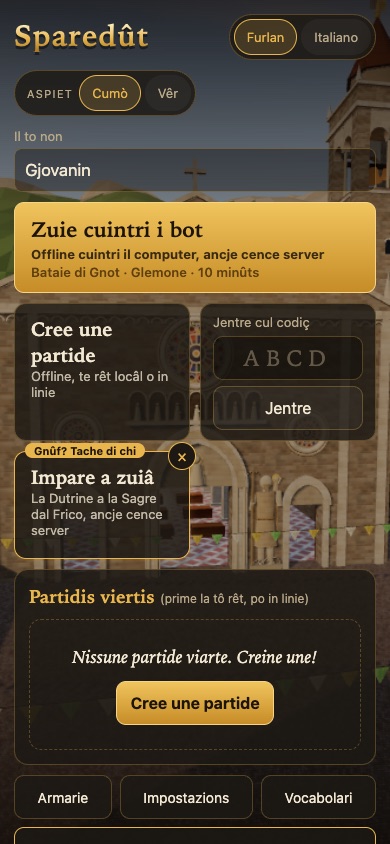 Sparedût
Furlan
Italiano
ASPIET
Cumò
Vêr
Il to non
Gjovanin
Zuie cuintri i bot
Offline cuintri il computer, ancje cence server
Bataie di Gnot · Glemone · 10 minûts
Cree une
partide
Offline, te rêt locâl o in
linie
Jentre cul codiç
ABCD
Jentre
Gnûf? Tache di chi
×
Impare a zuiâ
La Dutrine a la Sagre
dal Frico, ancje cence
server
Partidis viertis (prime la tô rêt, po in linie)
Nissune partide viarte. Creine une!
Cree une partide
Armarie
Impostazions
Vocabolari